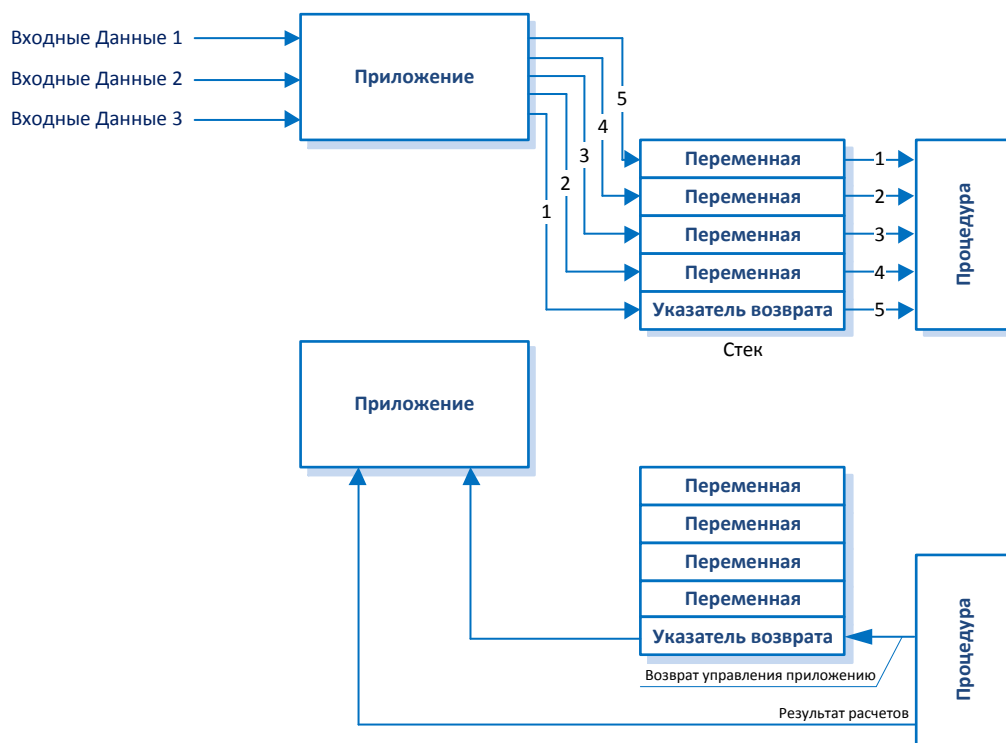 Входные Данные 1
Входные Данные 2
Входные Данные 3
Приложение
5
4
3
2
1
Переменная
1
Переменная
2
Переменная
3
Переменная
4
Указатель возврата
5
Процедура
Стек
Приложение
Переменная
Переменная
Переменная
Переменная
Указатель возврата
Процедура
Возврат управления приложению
Результат расчетов